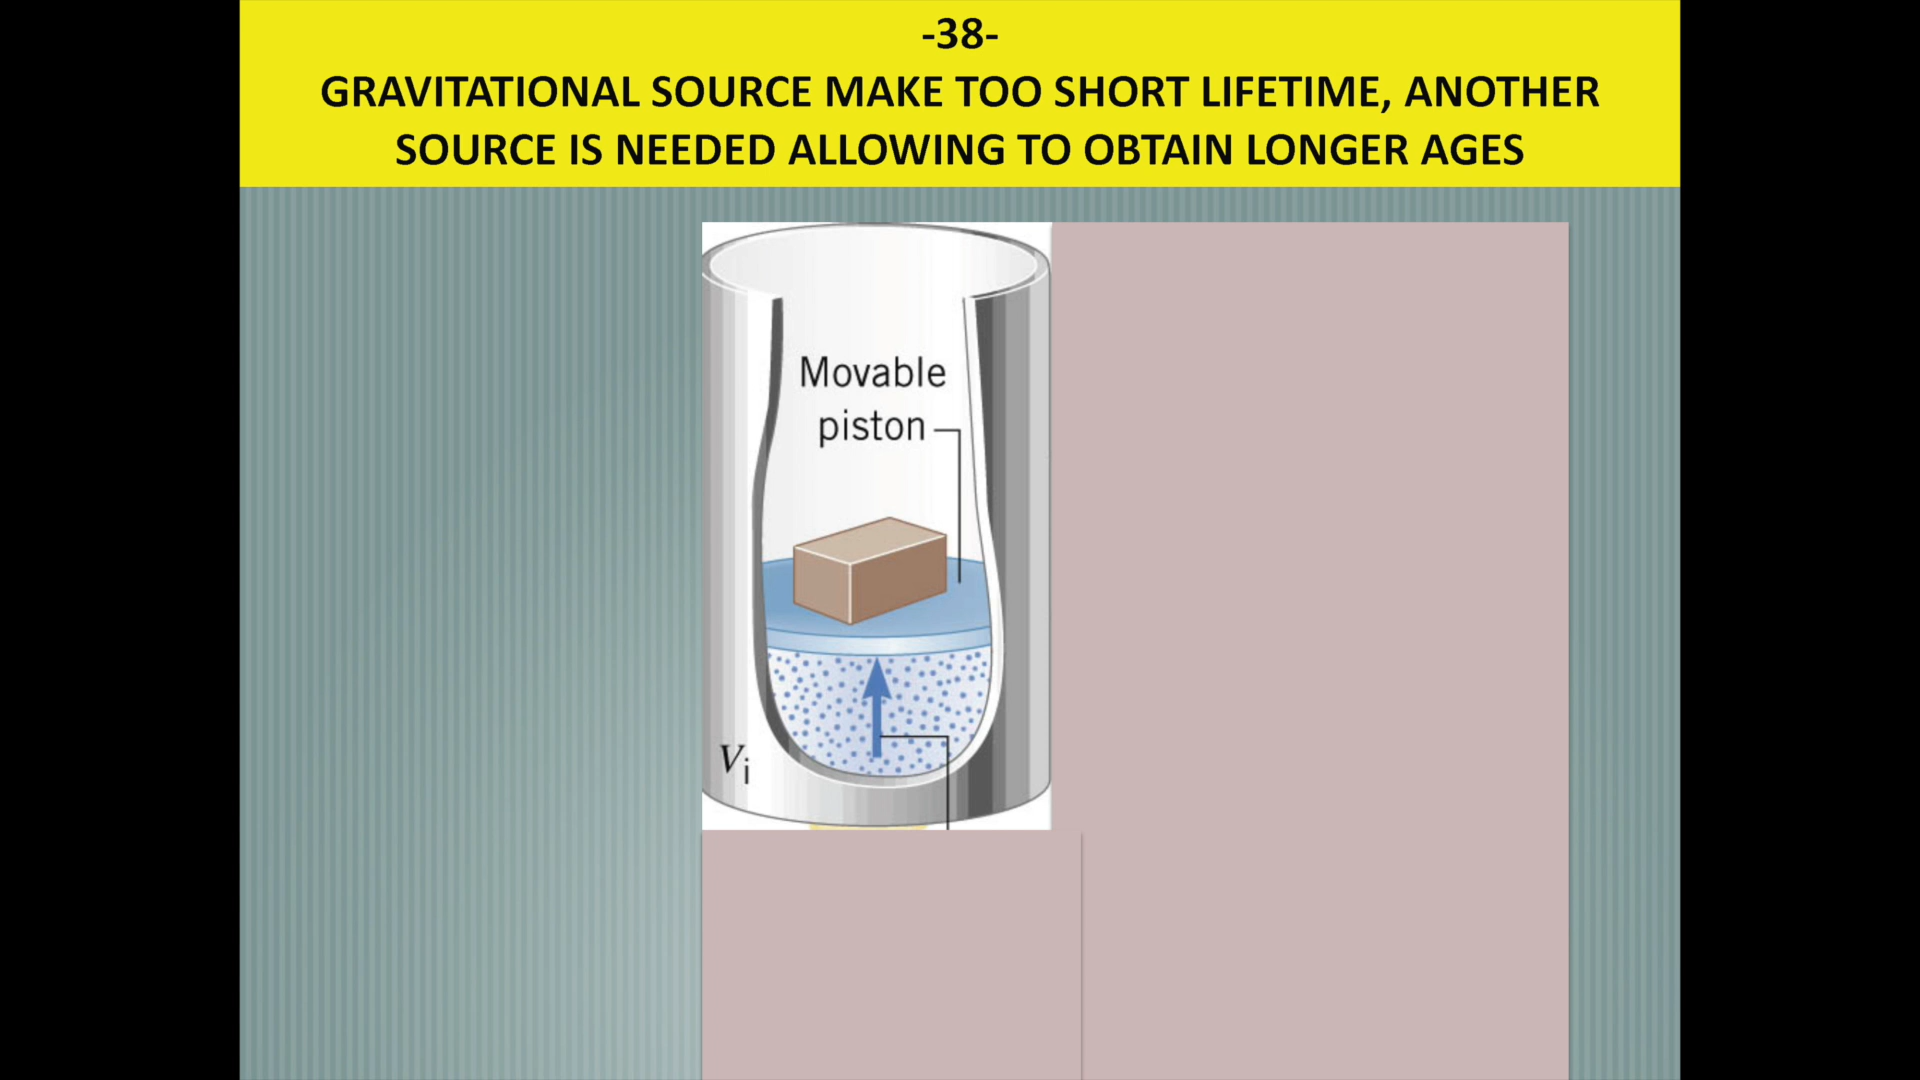 -38-
GRAVITATIONAL SOURCE MAKE TOO SHORT LIFETIME, ANOTHER
SOURCE IS NEEDED ALLOWING TO OBTAIN LONGER AGES
Movable
piston
Vi